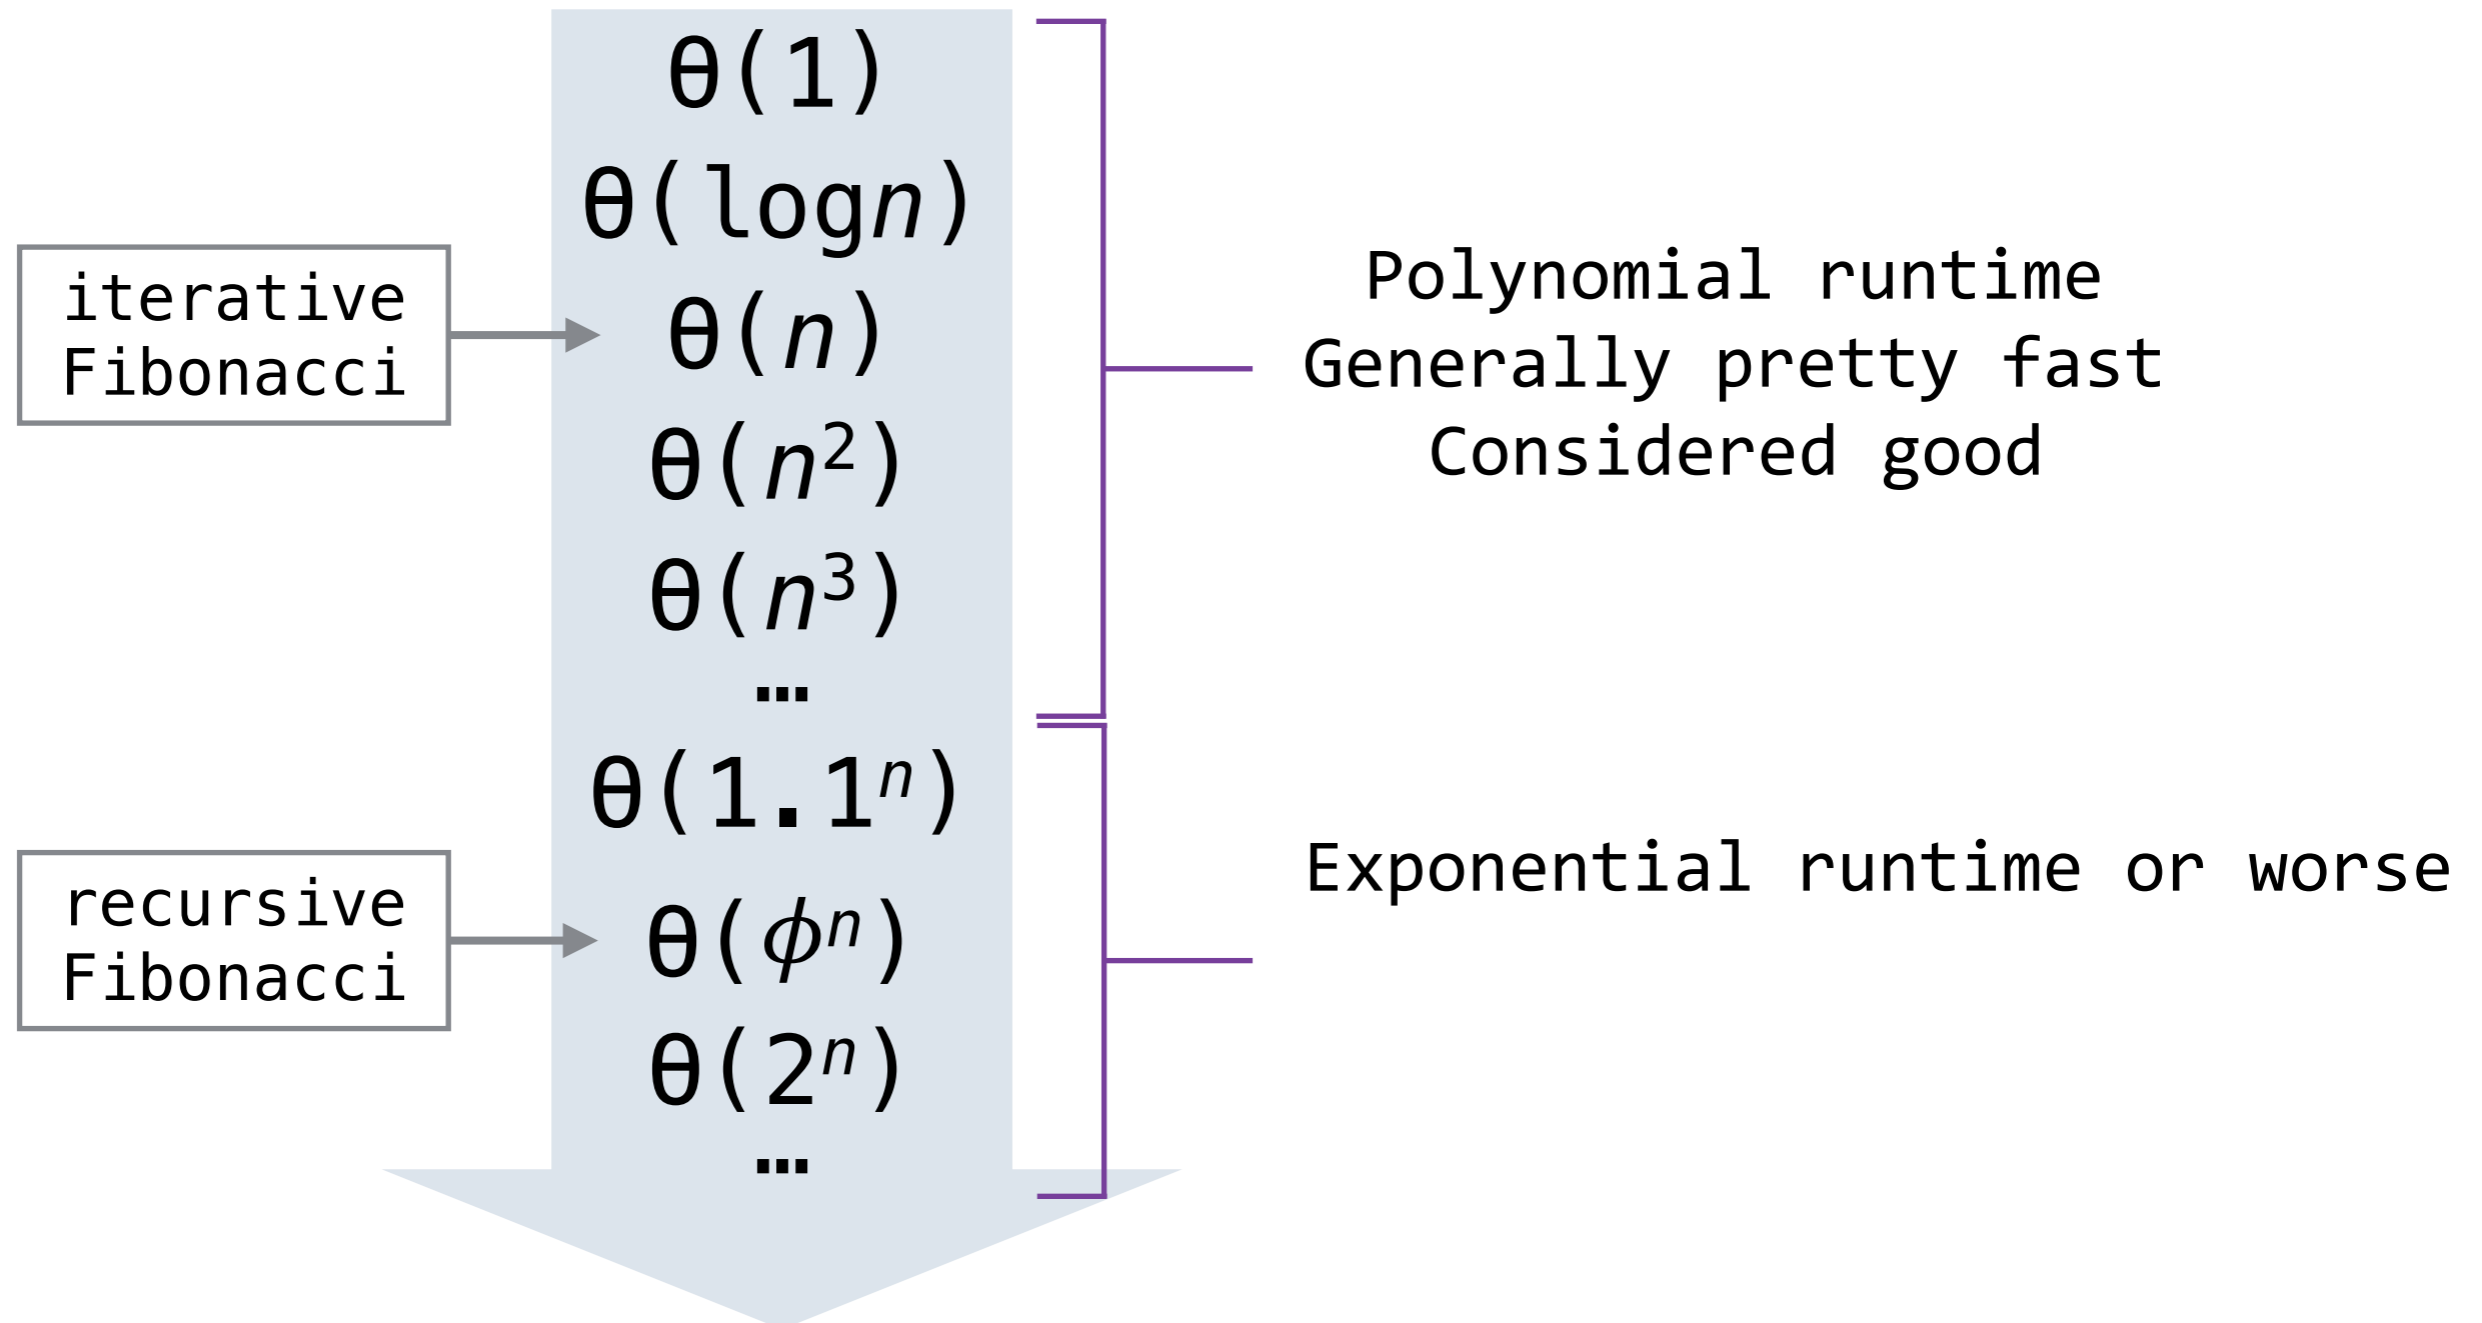 θ(1)
θ(logn)
iterative
Fibonacci
θ(n)
θ(n²)
θ(n³)
…
Polynomial runtime
Generally pretty fast
Considered good
θ(1.1ⁿ)
recursive
Fibonacci
θ(ϕⁿ)
θ(2ⁿ)
…
Exponential runtime or worse